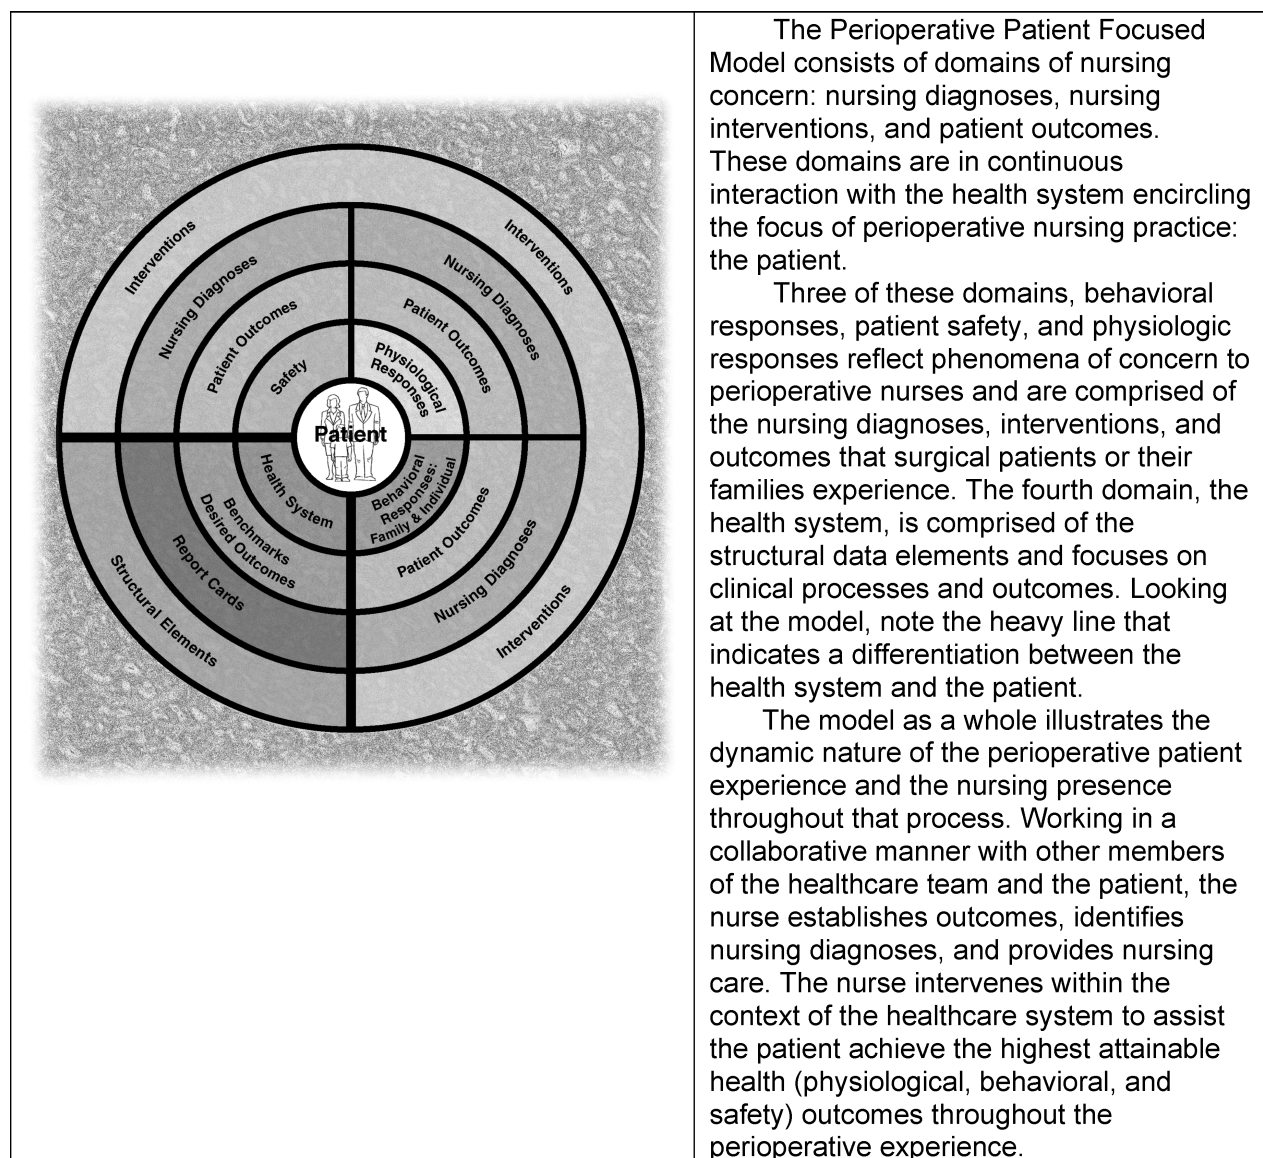 Interventions
Interventions
Nursing Diagnoses
Nursing Diagnoses
Patient Outcomes
Patient Outcomes
Safety
Physiological
Responses
Patient
Health System
Behavioral
Responses:
Family & Individual
Benchmarks
Desired Outcomes
Patient Outcomes
Report Cards
Nursing Diagnoses
Structural Elements
Interventions
The Perioperative Patient Focused
Model consists of domains of nursing
concern: nursing diagnoses, nursing
interventions, and patient outcomes.
These domains are in continuous
interaction with the health system encircling
the focus of perioperative nursing practice:
the patient.
Three of these domains, behavioral
responses, patient safety, and physiologic
responses reflect phenomena of concern to
perioperative nurses and are comprised of
the nursing diagnoses, interventions, and
outcomes that surgical patients or their
families experience. The fourth domain, the
health system, is comprised of the
structural data elements and focuses on
clinical processes and outcomes. Looking
at the model, note the heavy line that
indicates a differentiation between the
health system and the patient.
The model as a whole illustrates the
dynamic nature of the perioperative patient
experience and the nursing presence
throughout that process. Working in a
collaborative manner with other members
of the healthcare team and the patient, the
nurse establishes outcomes, identifies
nursing diagnoses, and provides nursing
care. The nurse intervenes within the
context of the healthcare system to assist
the patient achieve the highest attainable
health (physiological, behavioral, and
safety) outcomes throughout the
perioperative experience.